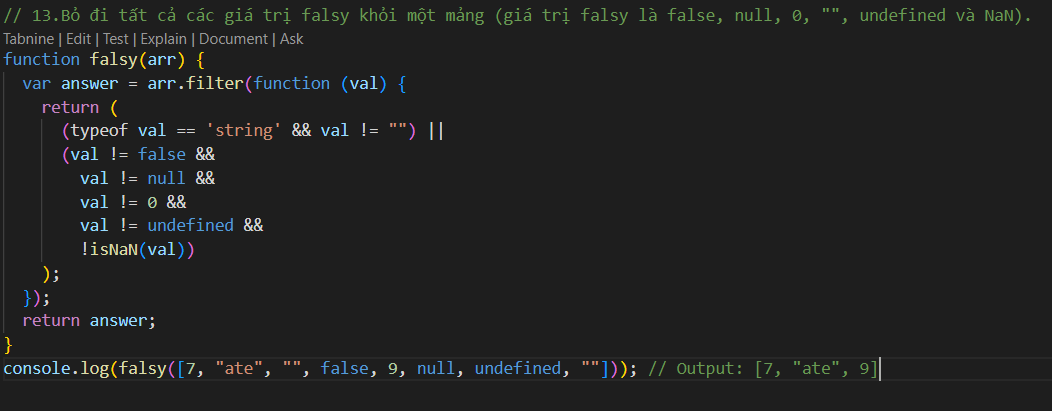 // 13.Bỏ đi tất cả các giá trị falsy khỏi một mảng (giá trị falsy là false, null, 0, "", undefined và NaN).
Tabnine | Edit | Test | Explain | Document | Ask
function falsy(arr) {
  var answer = arr.filter(function (val) {
    return (
      (typeof val == 'string' && val != "") ||
      (val != false &&
        val != null &&
        val != 0 &&
        val != undefined &&
        !isNaN(val))
    );
  });
  return answer;
}
console.log(falsy([7, "ate", "", false, 9, null, undefined, ""])); // Output: [7, "ate", 9]